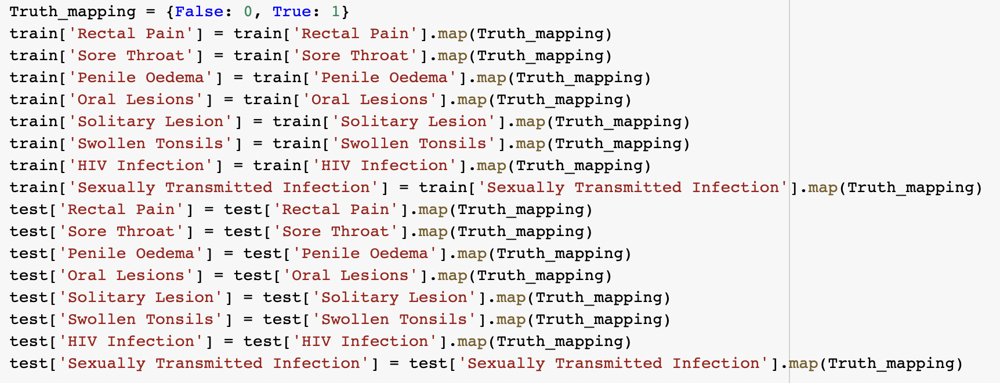 Truth_mapping = {False: 0, True: 1}
train['Rectal Pain'] = train['Rectal Pain'].map(Truth_mapping)
train['Sore Throat'] = train['Sore Throat'].map(Truth_mapping)
train['Penile Oedema'] = train['Penile Oedema'].map(Truth_mapping)
train['Oral Lesions'] = train['Oral Lesions'].map(Truth_mapping)
train['Solitary Lesion'] = train['Solitary Lesion'].map(Truth_mapping)
train['Swollen Tonsils'] = train['Swollen Tonsils'].map(Truth_mapping)
train['HIV Infection'] = train['HIV Infection'].map(Truth_mapping)
train['Sexually Transmitted Infection'] = train['Sexually Transmitted Infection'].map(Truth_mapping)
test['Rectal Pain'] = test['Rectal Pain'].map(Truth_mapping)
test['Sore Throat'] = test['Sore Throat'].map(Truth_mapping)
test['Penile Oedema'] = test['Penile Oedema'].map(Truth_mapping)
test['Oral Lesions'] = test['Oral Lesions'].map(Truth_mapping)
test['Solitary Lesion'] = test['Solitary Lesion'].map(Truth_mapping)
test['Swollen Tonsils'] = test['Swollen Tonsils'].map(Truth_mapping)
test['HIV Infection'] = test['HIV Infection'].map(Truth_mapping)
test['Sexually Transmitted Infection'] = test['Sexually Transmitted Infection'].map(Truth_mapping)